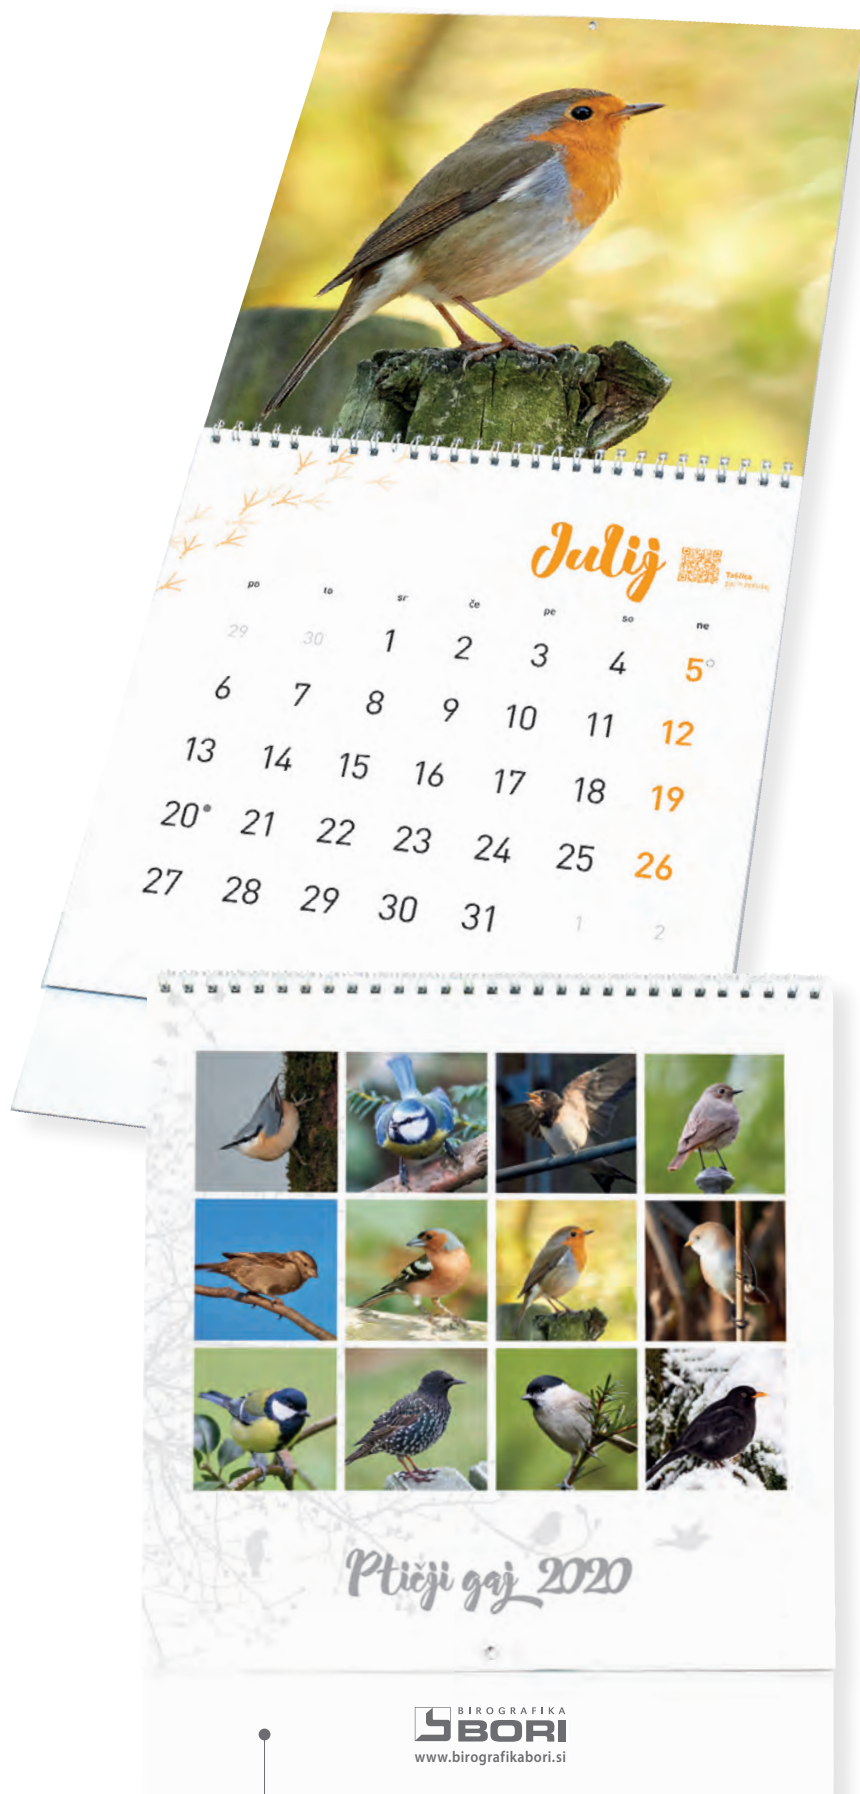 Julij
Taščica
po to sr če pe so ne
29 30 1 2 3 4 5
6 7 8 9 10 11 12
13 14 15 16 17 18 19
20 21 22 23 24 25 26
27 28 29 30 31 1 2
Ptičji gaj 2020
BIROGRAFIKA
BORI
www.birografikabori.si